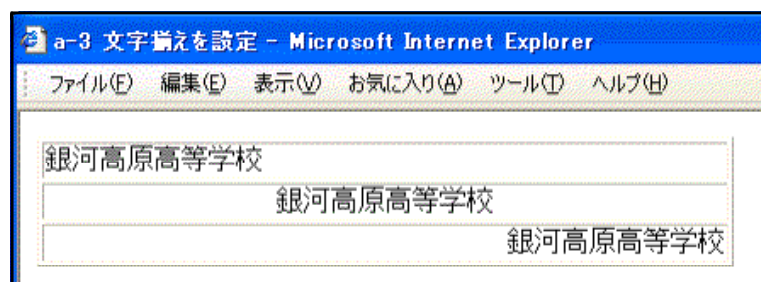 a-3 文字揃えを設定 - Microsoft Internet Explorer
ファイル(F) 編集(E) 表示(V) お気に入り(A) ツール(T) ヘルプ(H)
銀河高原高等学校
銀河高原高等学校
銀河高原高等学校